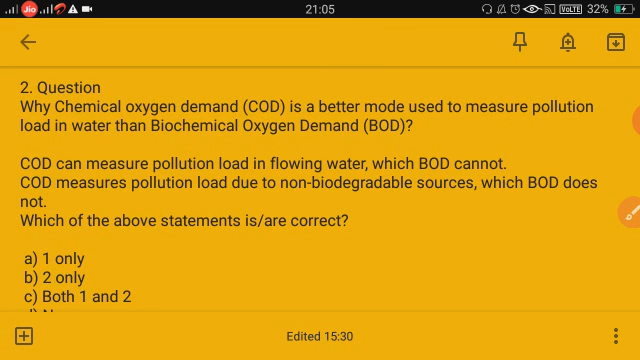 Jio
21:05
VoLTE
32%
2. Question
Why Chemical oxygen demand (COD) is a better mode used to measure pollution
load in water than Biochemical Oxygen Demand (BOD)?
COD can measure pollution load in flowing water, which BOD cannot.
COD measures pollution load due to non-biodegradable sources, which BOD does
not.
Which of the above statements is/are correct?
a) 1 only
b) 2 only
c) Both 1 and 2
Edited 15:30